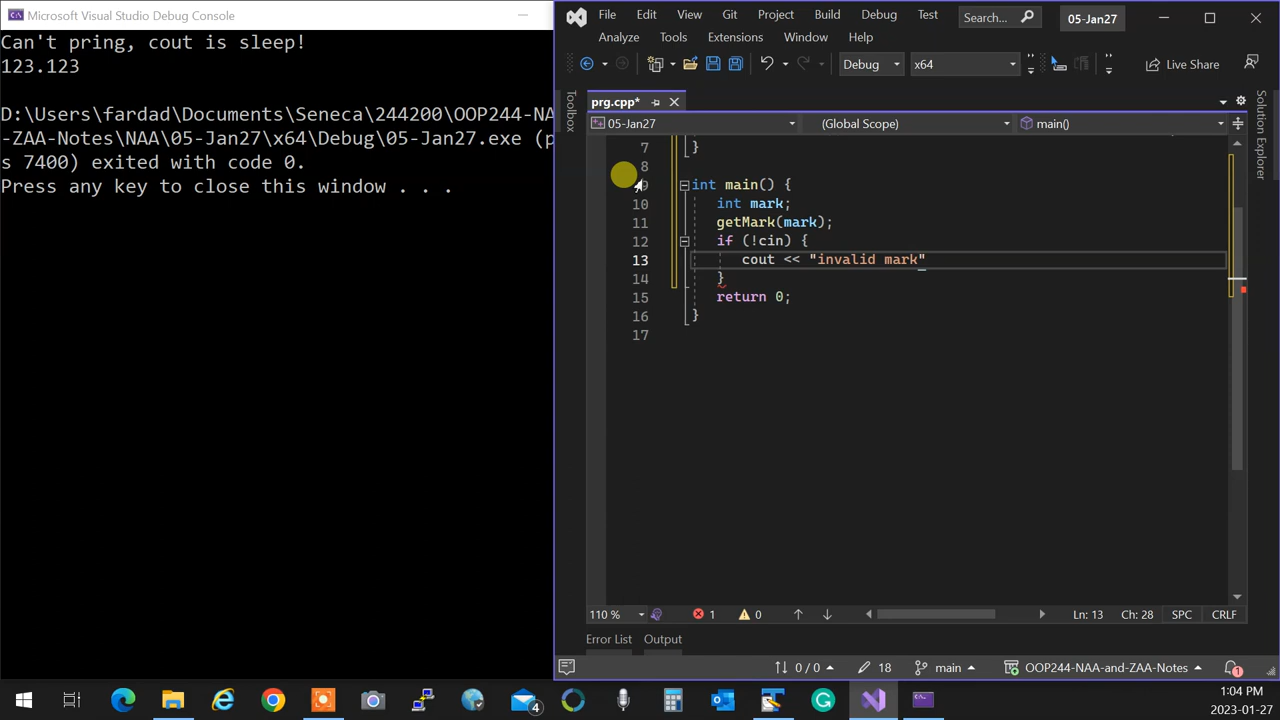 Microsoft Visual Studio Debug Console
Can't pring, cout is sleep!
123.123
D:\Users\fardad\Documents\Seneca\244200\OOP244-NA
-ZAA-Notes\NAA\05-Jan27\x64\Debug\05-Jan27.exe (p
s 7400) exited with code 0.
Press any key to close this window . . .
File Edit View Git Project Build Debug Test Search... 05-Jan27
Analyze Tools Extensions Window Help
Debug x64 Live Share
Toolbox
prg.cpp*
Solution Explorer
05-Jan27 (Global Scope) main()
7 }
8
9 int main() {
10 int mark;
11 getMark(mark);
12 if (!cin) {
13 cout << "invalid mark"
14 }
15 return 0;
16 }
17
110 % 1 0 Ln: 13 Ch: 28 SPC CRLF
Error List Output
0 / 0 18 main OOP244-NAA-and-ZAA-Notes 1
4
1:04 PM
2023-01-27